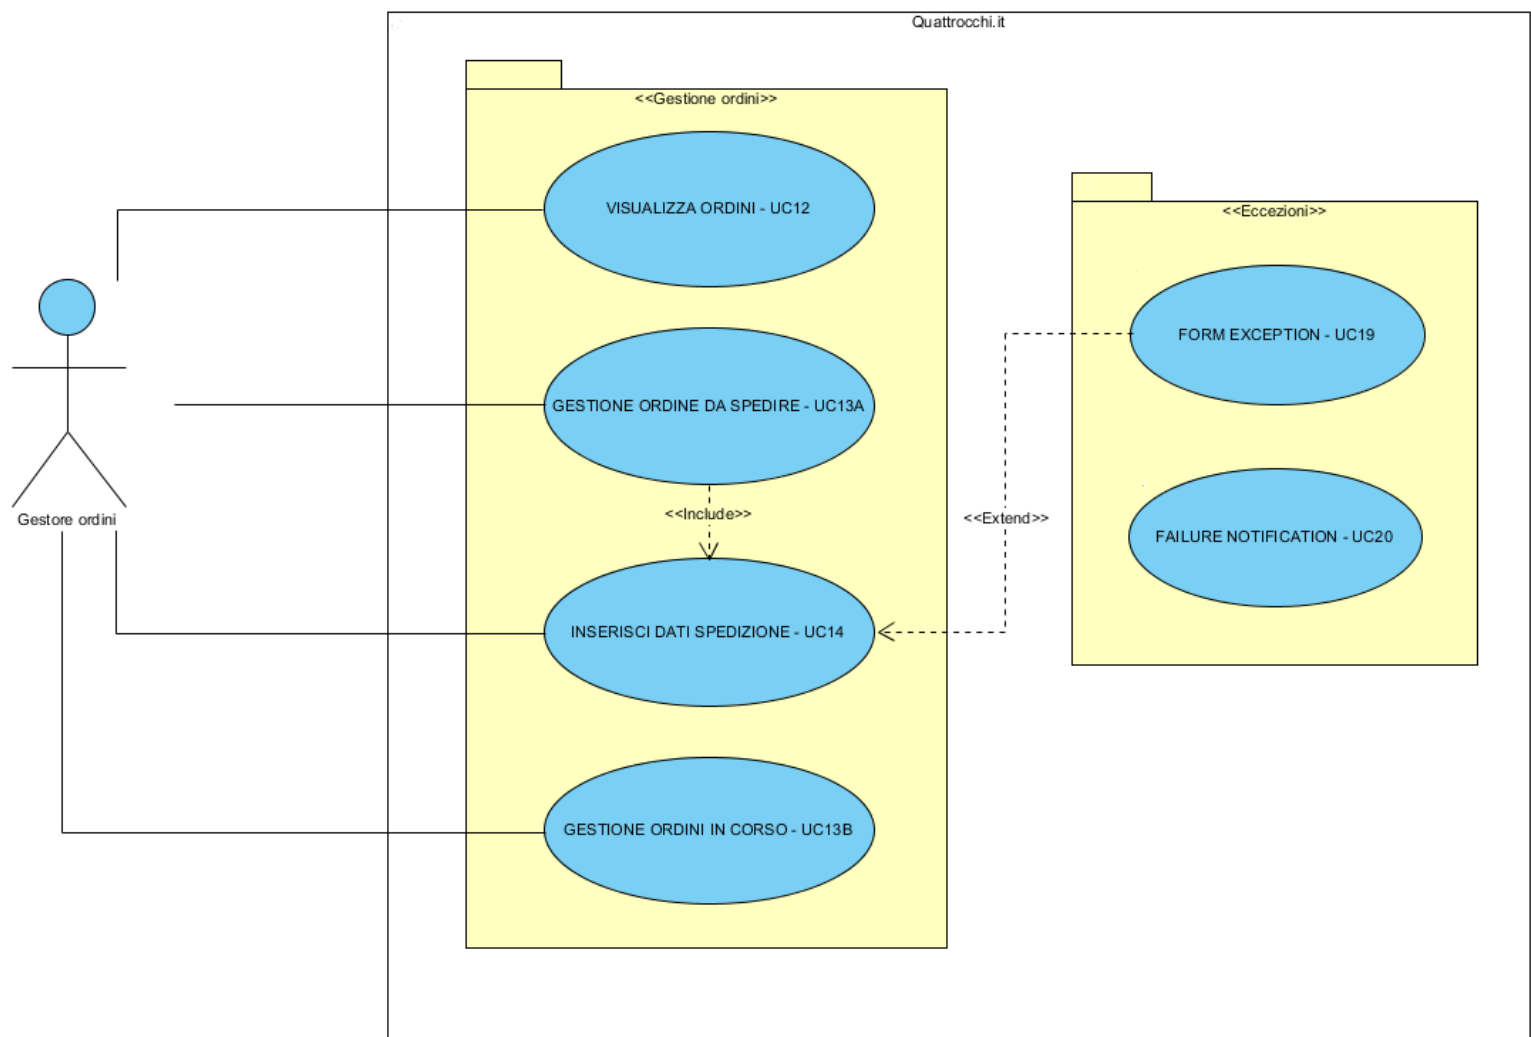 Quattrocchi.it
<<Gestione ordini>>
VISUALIZZA ORDINI - UC12
GESTIONE ORDINE DA SPEDIRE - UC13A
<<Include>>
INSERISCI DATI SPEDIZIONE - UC14
GESTIONE ORDINI IN CORSO - UC13B
Gestore ordini
<<Extend>>
<<Eccezioni>>
FORM EXCEPTION - UC19
FAILURE NOTIFICATION - UC20